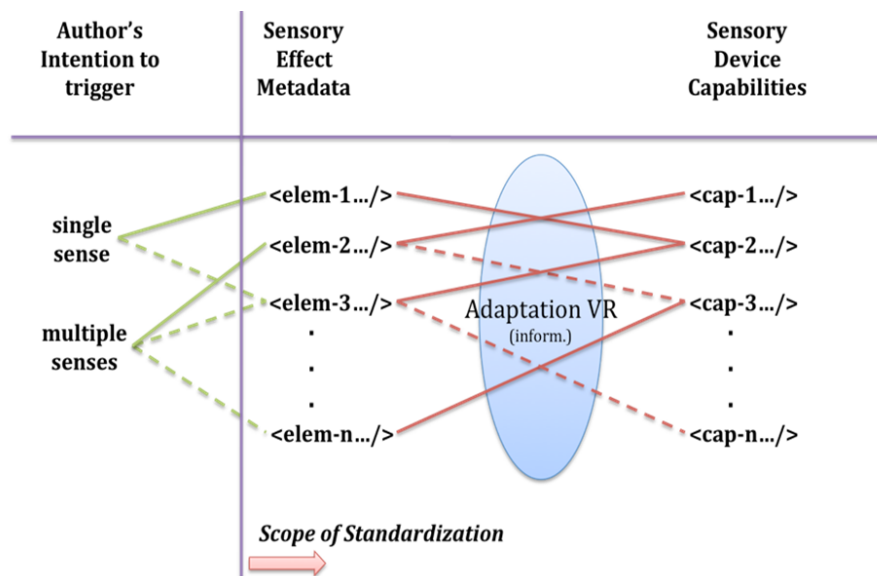 Author's
Intention to
trigger
Sensory
Effect
Metadata
Sensory
Device
Capabilities
single
sense
multiple
senses
<elem-1.../>
<elem-2.../>
<elem-3.../>
.
.
.
<elem-n.../>
Adaptation VR
(inform.)
<cap-1.../>
<cap-2.../>
<cap-3.../>
.
.
.
<cap-n.../>
Scope of Standardization